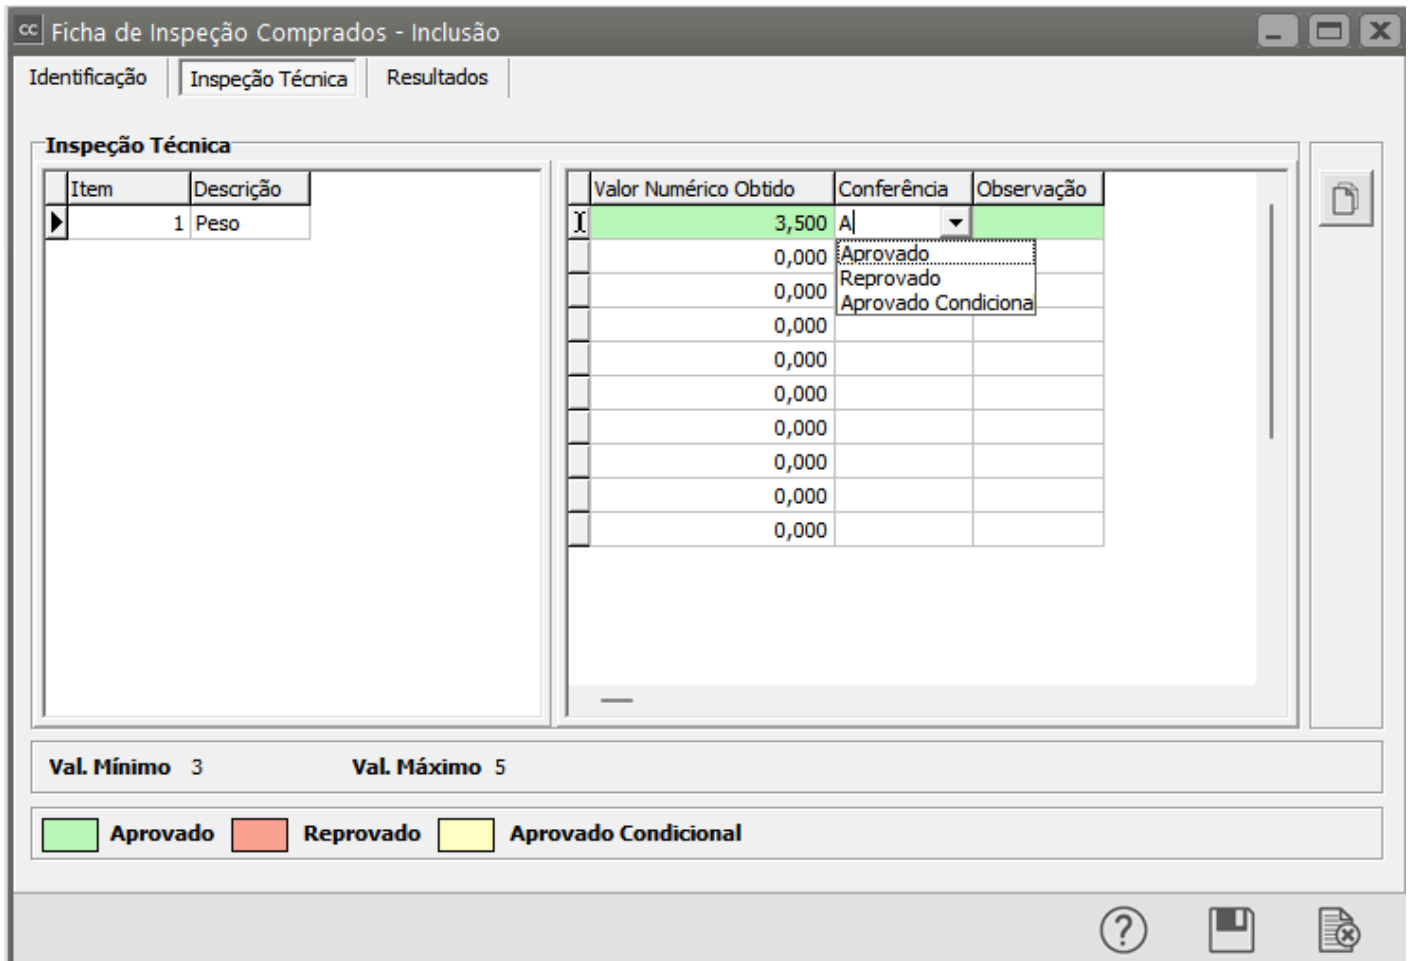 cc Ficha de Inspeção Comprados - Inclusão
Identificação Inspeção Técnica Resultados
Inspeção Técnica
Item Descrição
1 Peso
Valor Numérico Obtido Conferência Observação
3,500 A
0,000
0,000
0,000
0,000
0,000
0,000
0,000
0,000
0,000
Aprovado
Reprovado
Aprovado Condiciona
Val. Mínimo 3 Val. Máximo 5
Aprovado Reprovado Aprovado Condicional
?